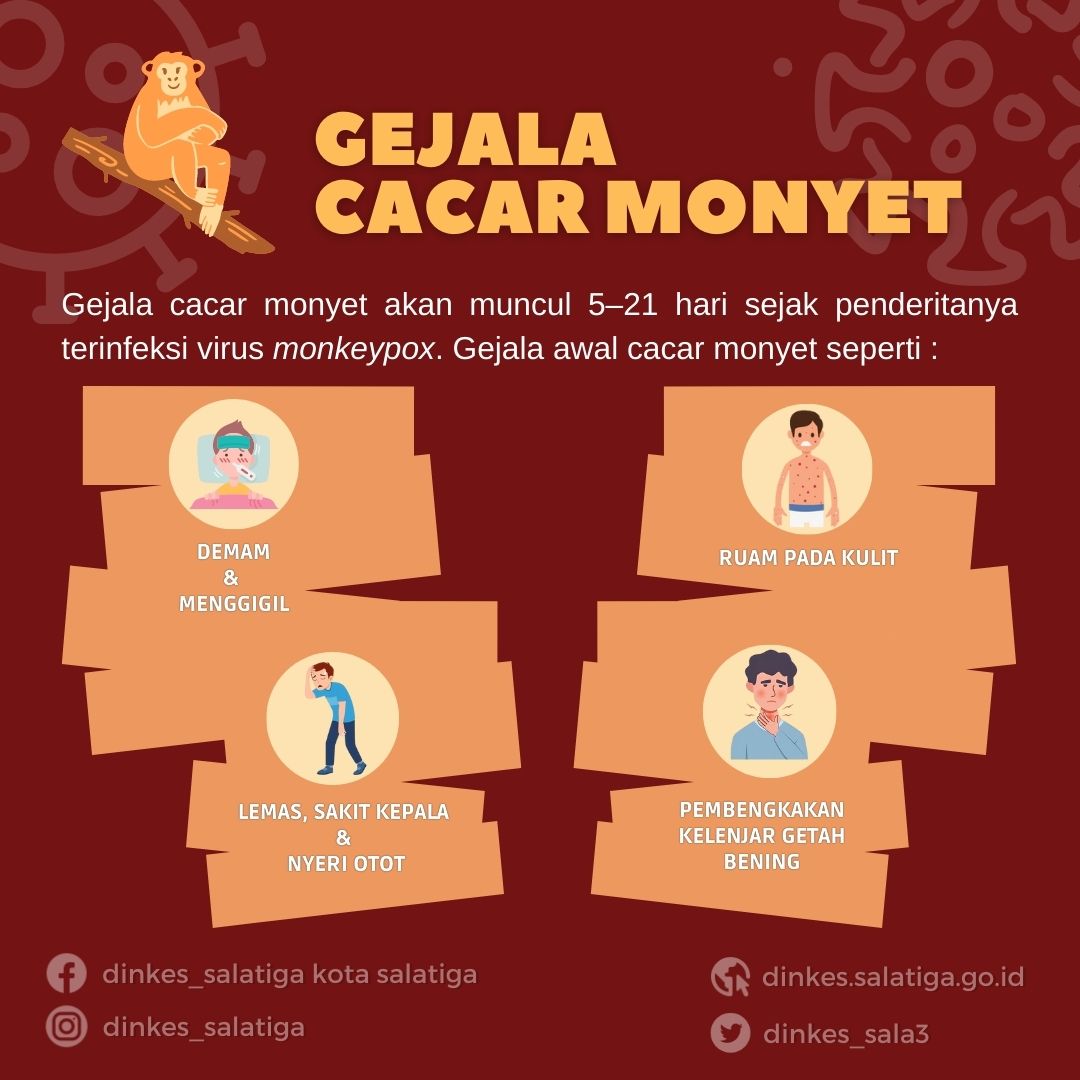 GEJALA
CACAR MONYET
Gejala cacar monyet akan muncul 5–21 hari sejak penderitanya
terinfeksi virus monkeypox. Gejala awal cacar monyet seperti :
DEMAM
&
MENGGIGIL
RUAM PADA KULIT
LEMAS, SAKIT KEPALA
&
NYERI OTOT
PEMBENGKAKAN
KELENJAR GETAH
BENING
dinkes_salatiga kota salatiga
dinkes_salatiga
dinkes.salatiga.go.id
dinkes_sala3